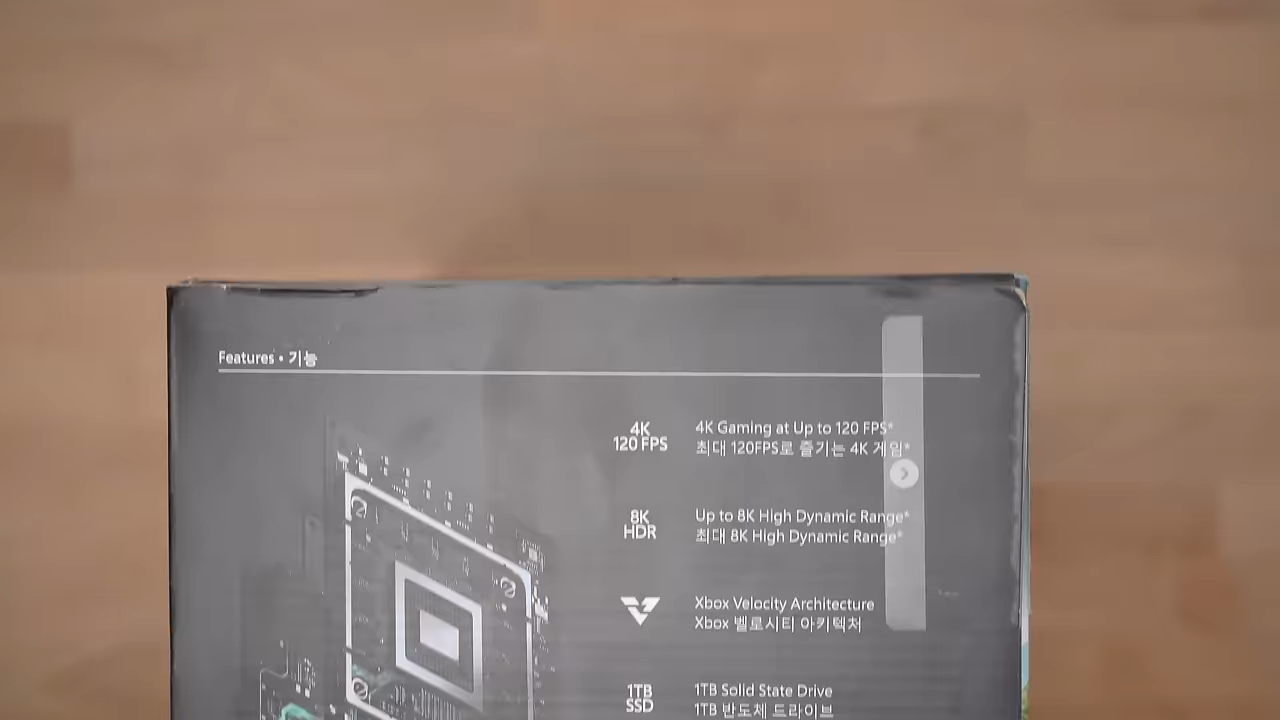 Features • 기능
4K
120 FPS
4K Gaming at Up to 120 FPS*
최대 120FPS로 즐기는 4K 게임*
8K
HDR
Up to 8K High Dynamic Range*
최대 8K High Dynamic Range*
Xbox Velocity Architecture
Xbox 벨로시티 아키텍처
1TB
SSD
1TB Solid State Drive
1TB 반도체 드라이브